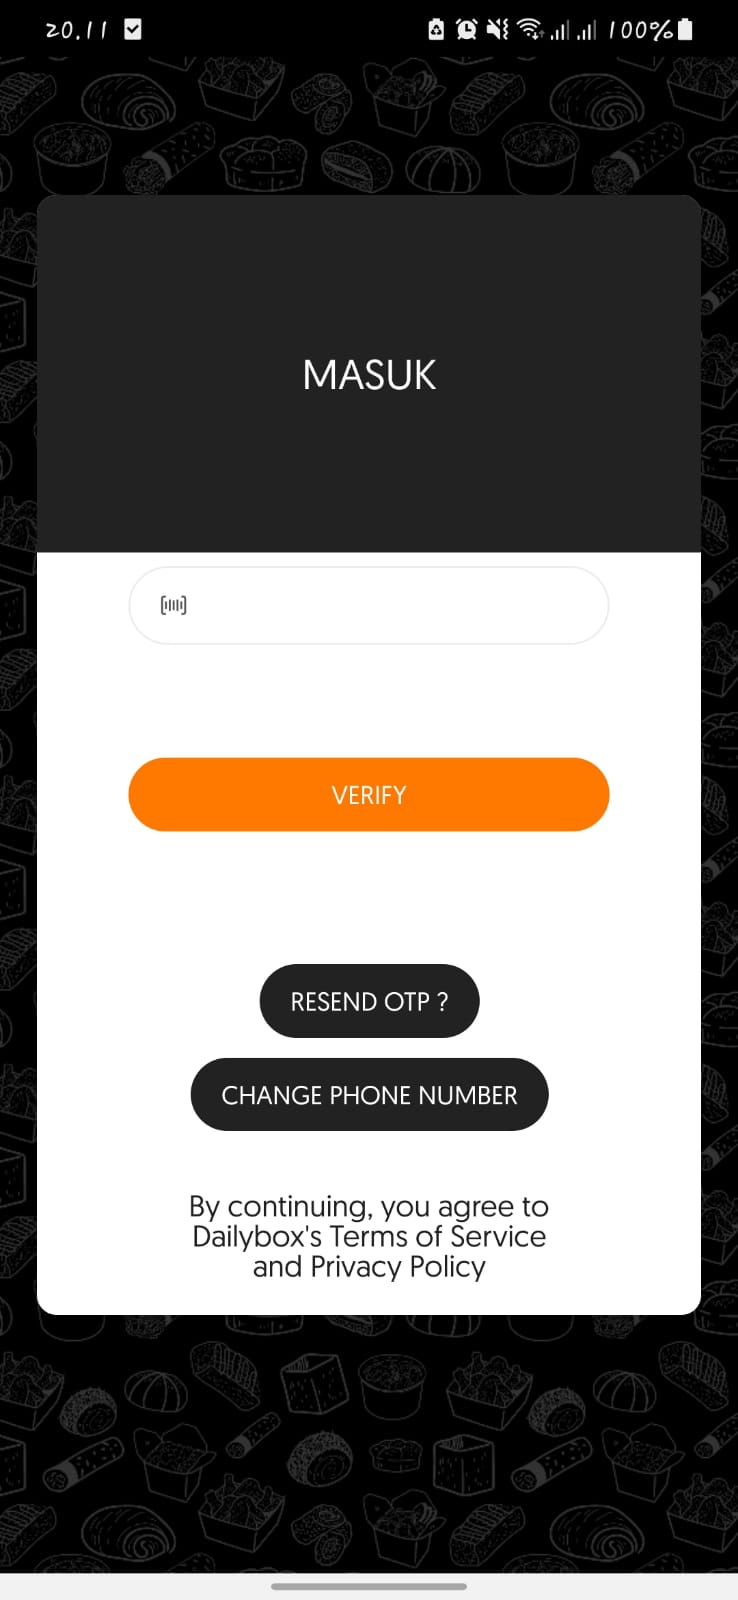 20.11
100%
MASUK
VERIFY
RESEND OTP ?
CHANGE PHONE NUMBER
By continuing, you agree to
Dailybox's Terms of Service
and Privacy Policy